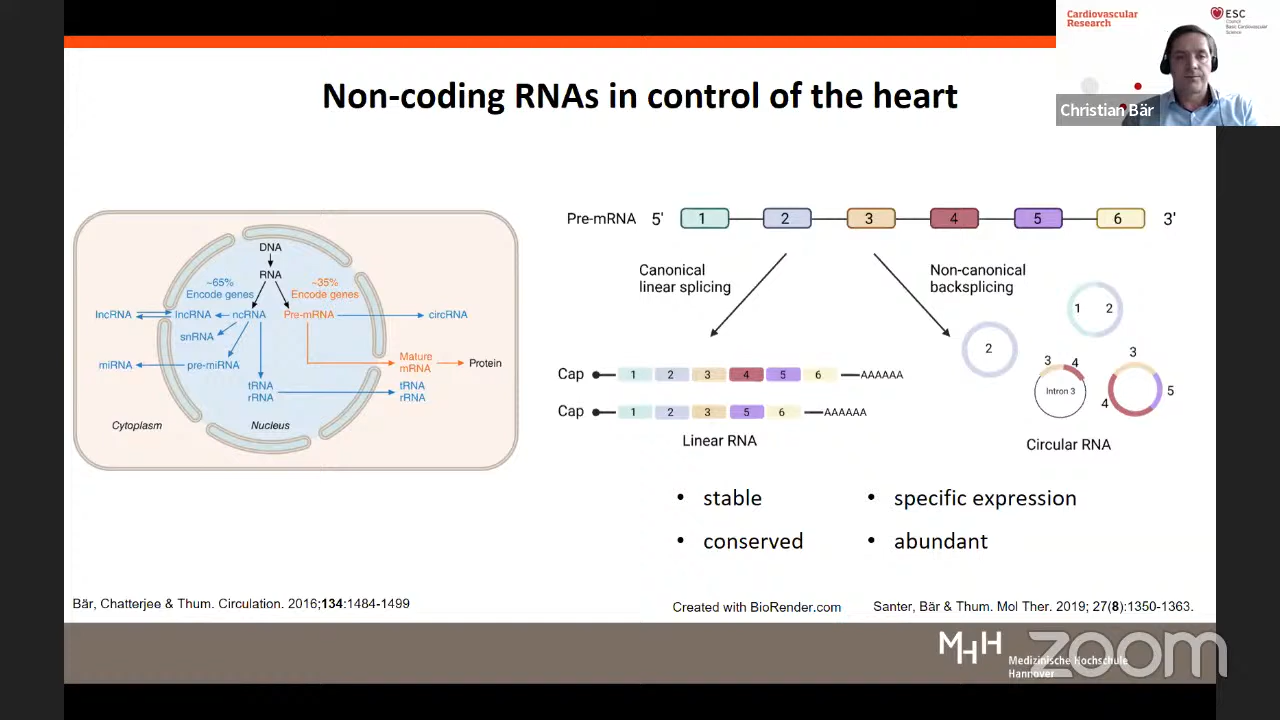 Cardiovascular
Research
ESC
Council
Basic Cardiovascular
Science
Christian Bär
Non-coding RNAs in control of the heart
DNA
RNA
~65%
Encode genes
~35%
Encode genes
lncRNA
lncRNA
ncRNA
Pre-mRNA
circRNA
snRNA
miRNA
pre-miRNA
Mature
mRNA
Protein
tRNA
rRNA
tRNA
rRNA
Cytoplasm
Nucleus
Pre-mRNA 5' 1 2 3 4 5 6 3'
Canonical
linear splicing
Non-canonical
backsplicing
Cap 1 2 3 4 5 6 AAAAAA
Cap 1 2 3 5 6 AAAAAA
Linear RNA
1 2
2
3 4
Intron 3
3
4 5
Circular RNA
• stable
• conserved
• specific expression
• abundant
Bär, Chatterjee & Thum. Circulation. 2016;134:1484-1499
Created with BioRender.com
Santer, Bär & Thum. Mol Ther. 2019; 27(8):1350-1363.
MHH
Medizinische Hochschule
Hannover
zoom